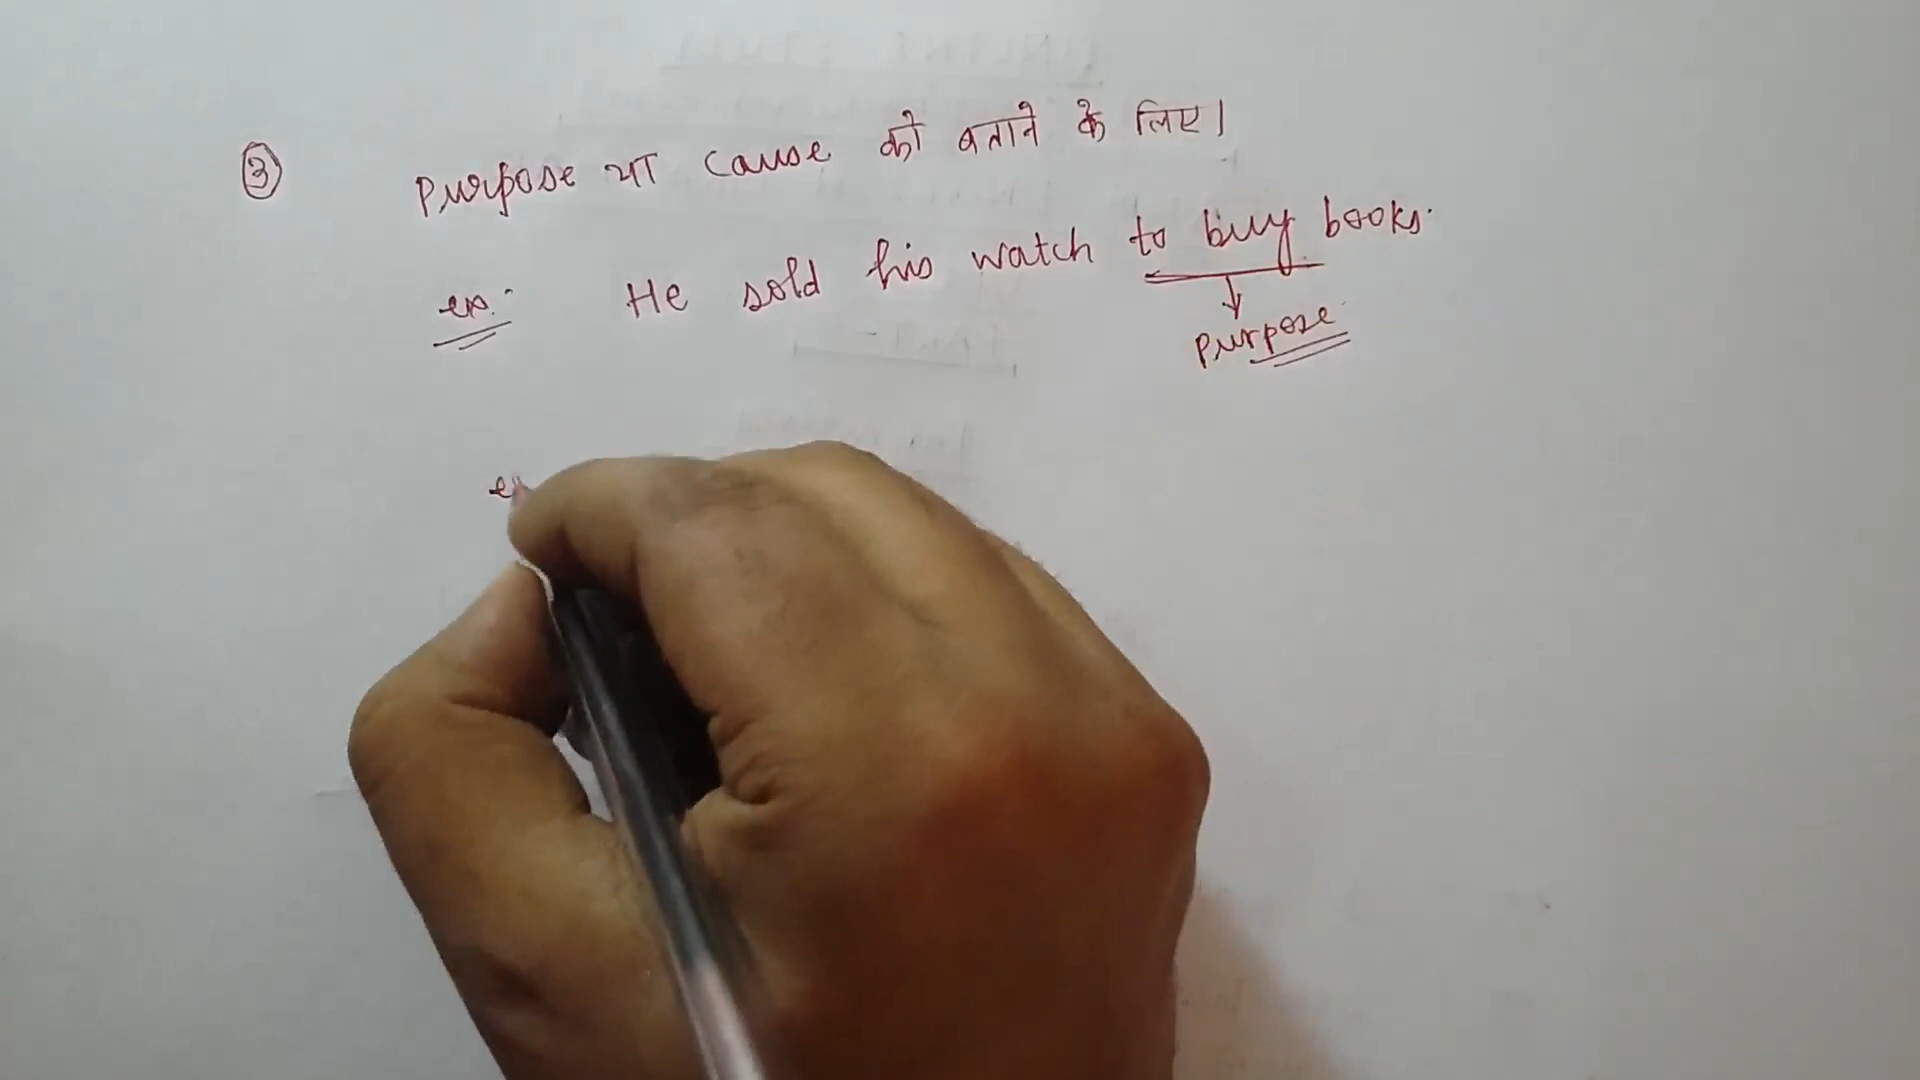 ③ Purpose या cause को बताने के लिए।
ex:- He sold his watch to buy books.
Purpose